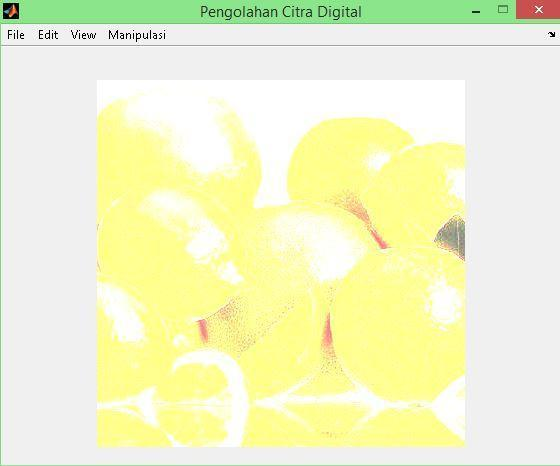 Pengolahan Citra Digital
File Edit View Manipulasi